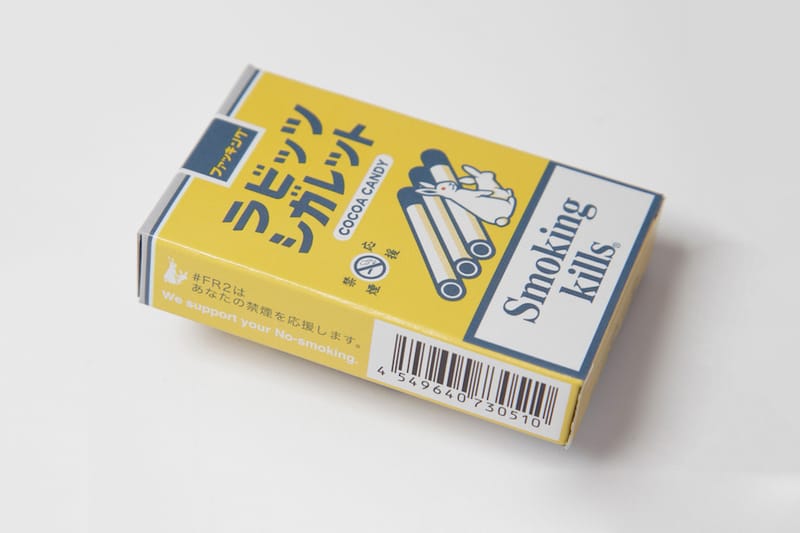 ファッキング
ラビッツ
シガレット
COCOA CANDY
禁煙応援
Smoking
kills®
#FR2は
あなたの禁煙を応援します。
We support your No-smoking.
4 549640 730510